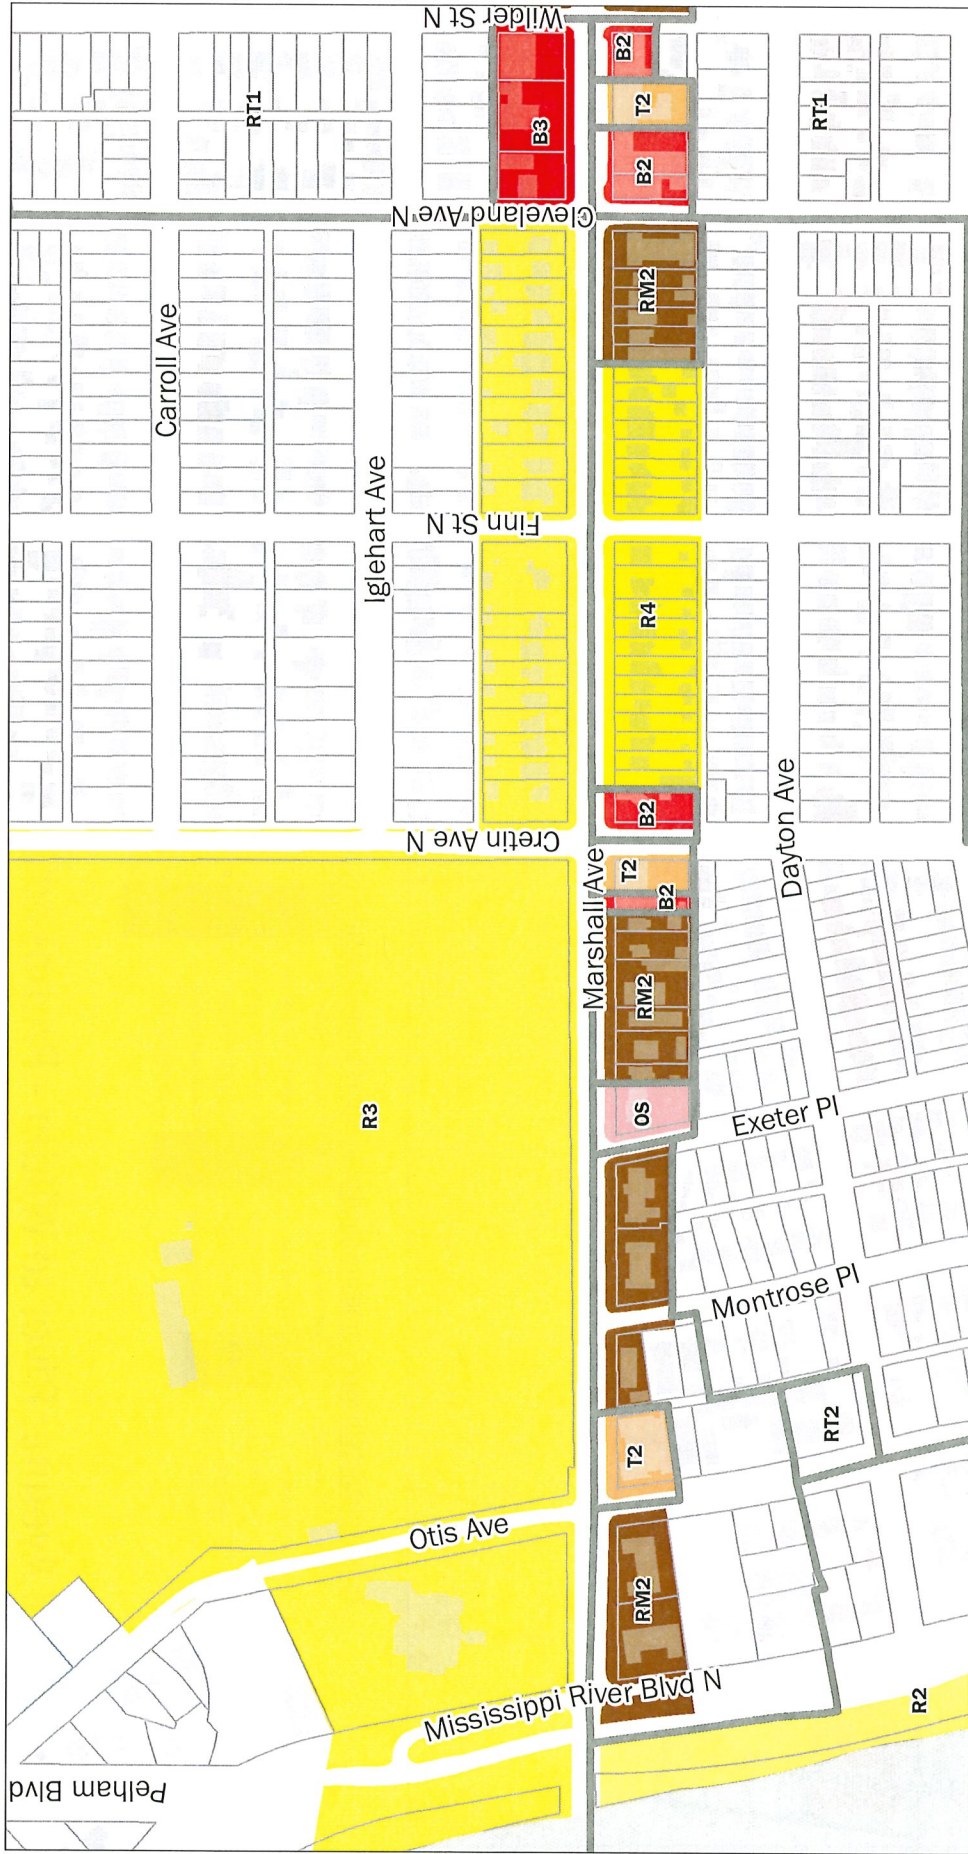 Wilder St N
B2
RT1
T2
RT1
B3
B2
Cleveland Ave N
RM2
Carroll Ave
Iglehart Ave
Finn St N
R4
B2
Cretin Ave N
Dayton Ave
T2
B2
Marshall Ave
RM2
R3
OS
Exeter Pl
Montrose Pl
RT2
T2
Otis Ave
RM2
Mississippi River Blvd N
R2
Pelham Blvd